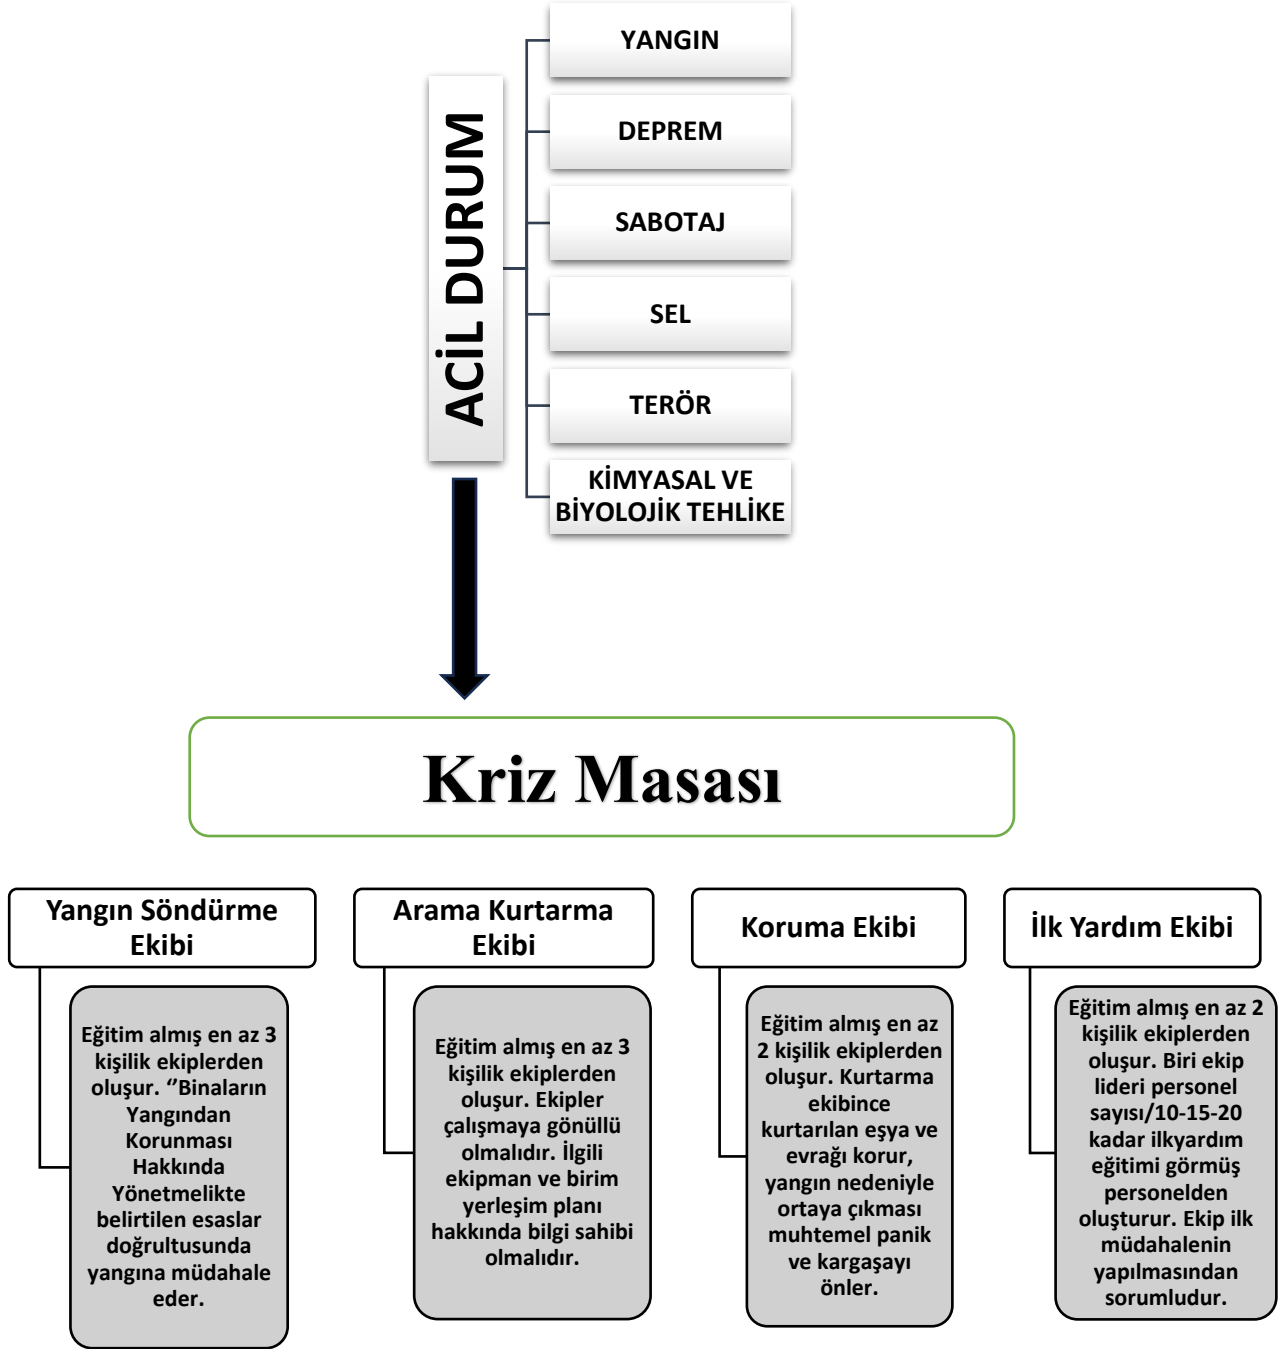 ACİL DURUM
YANGIN
DEPREM
SABOTAJ
SEL
TERÖR
KİMYASAL VE
BİYOLOJİK TEHLİKE
Kriz Masası
Yangın Söndürme
Ekibi
Eğitim almış en az 3
kişilik ekiplerden
oluşur. ‘’Binaların
Yangından
Korunması
Hakkında
Yönetmelikte
belirtilen esaslar
doğrultusunda
yangına müdahale
eder.
Arama Kurtarma
Ekibi
Eğitim almış en az 3
kişilik ekiplerden
oluşur. Ekipler
çalışmaya gönüllü
olmalıdır. İlgili
ekipman ve birim
yerleşim planı
hakkında bilgi sahibi
olmalıdır.
Koruma Ekibi
Eğitim almış en az
2 kişilik ekiplerden
oluşur. Kurtarma
ekibince
kurtarılan eşya ve
evrağı korur,
yangın nedeniyle
ortaya çıkması
muhtemel panik
ve kargaşayı
önler.
İlk Yardım Ekibi
Eğitim almış en az 2
kişilik ekiplerden
oluşur. Biri ekip
lideri personel
sayısı/10-15-20
kadar ilkyardım
eğitimi görmüş
personelden
oluşturur. Ekip ilk
müdahalenin
yapılmasından
sorumludur.